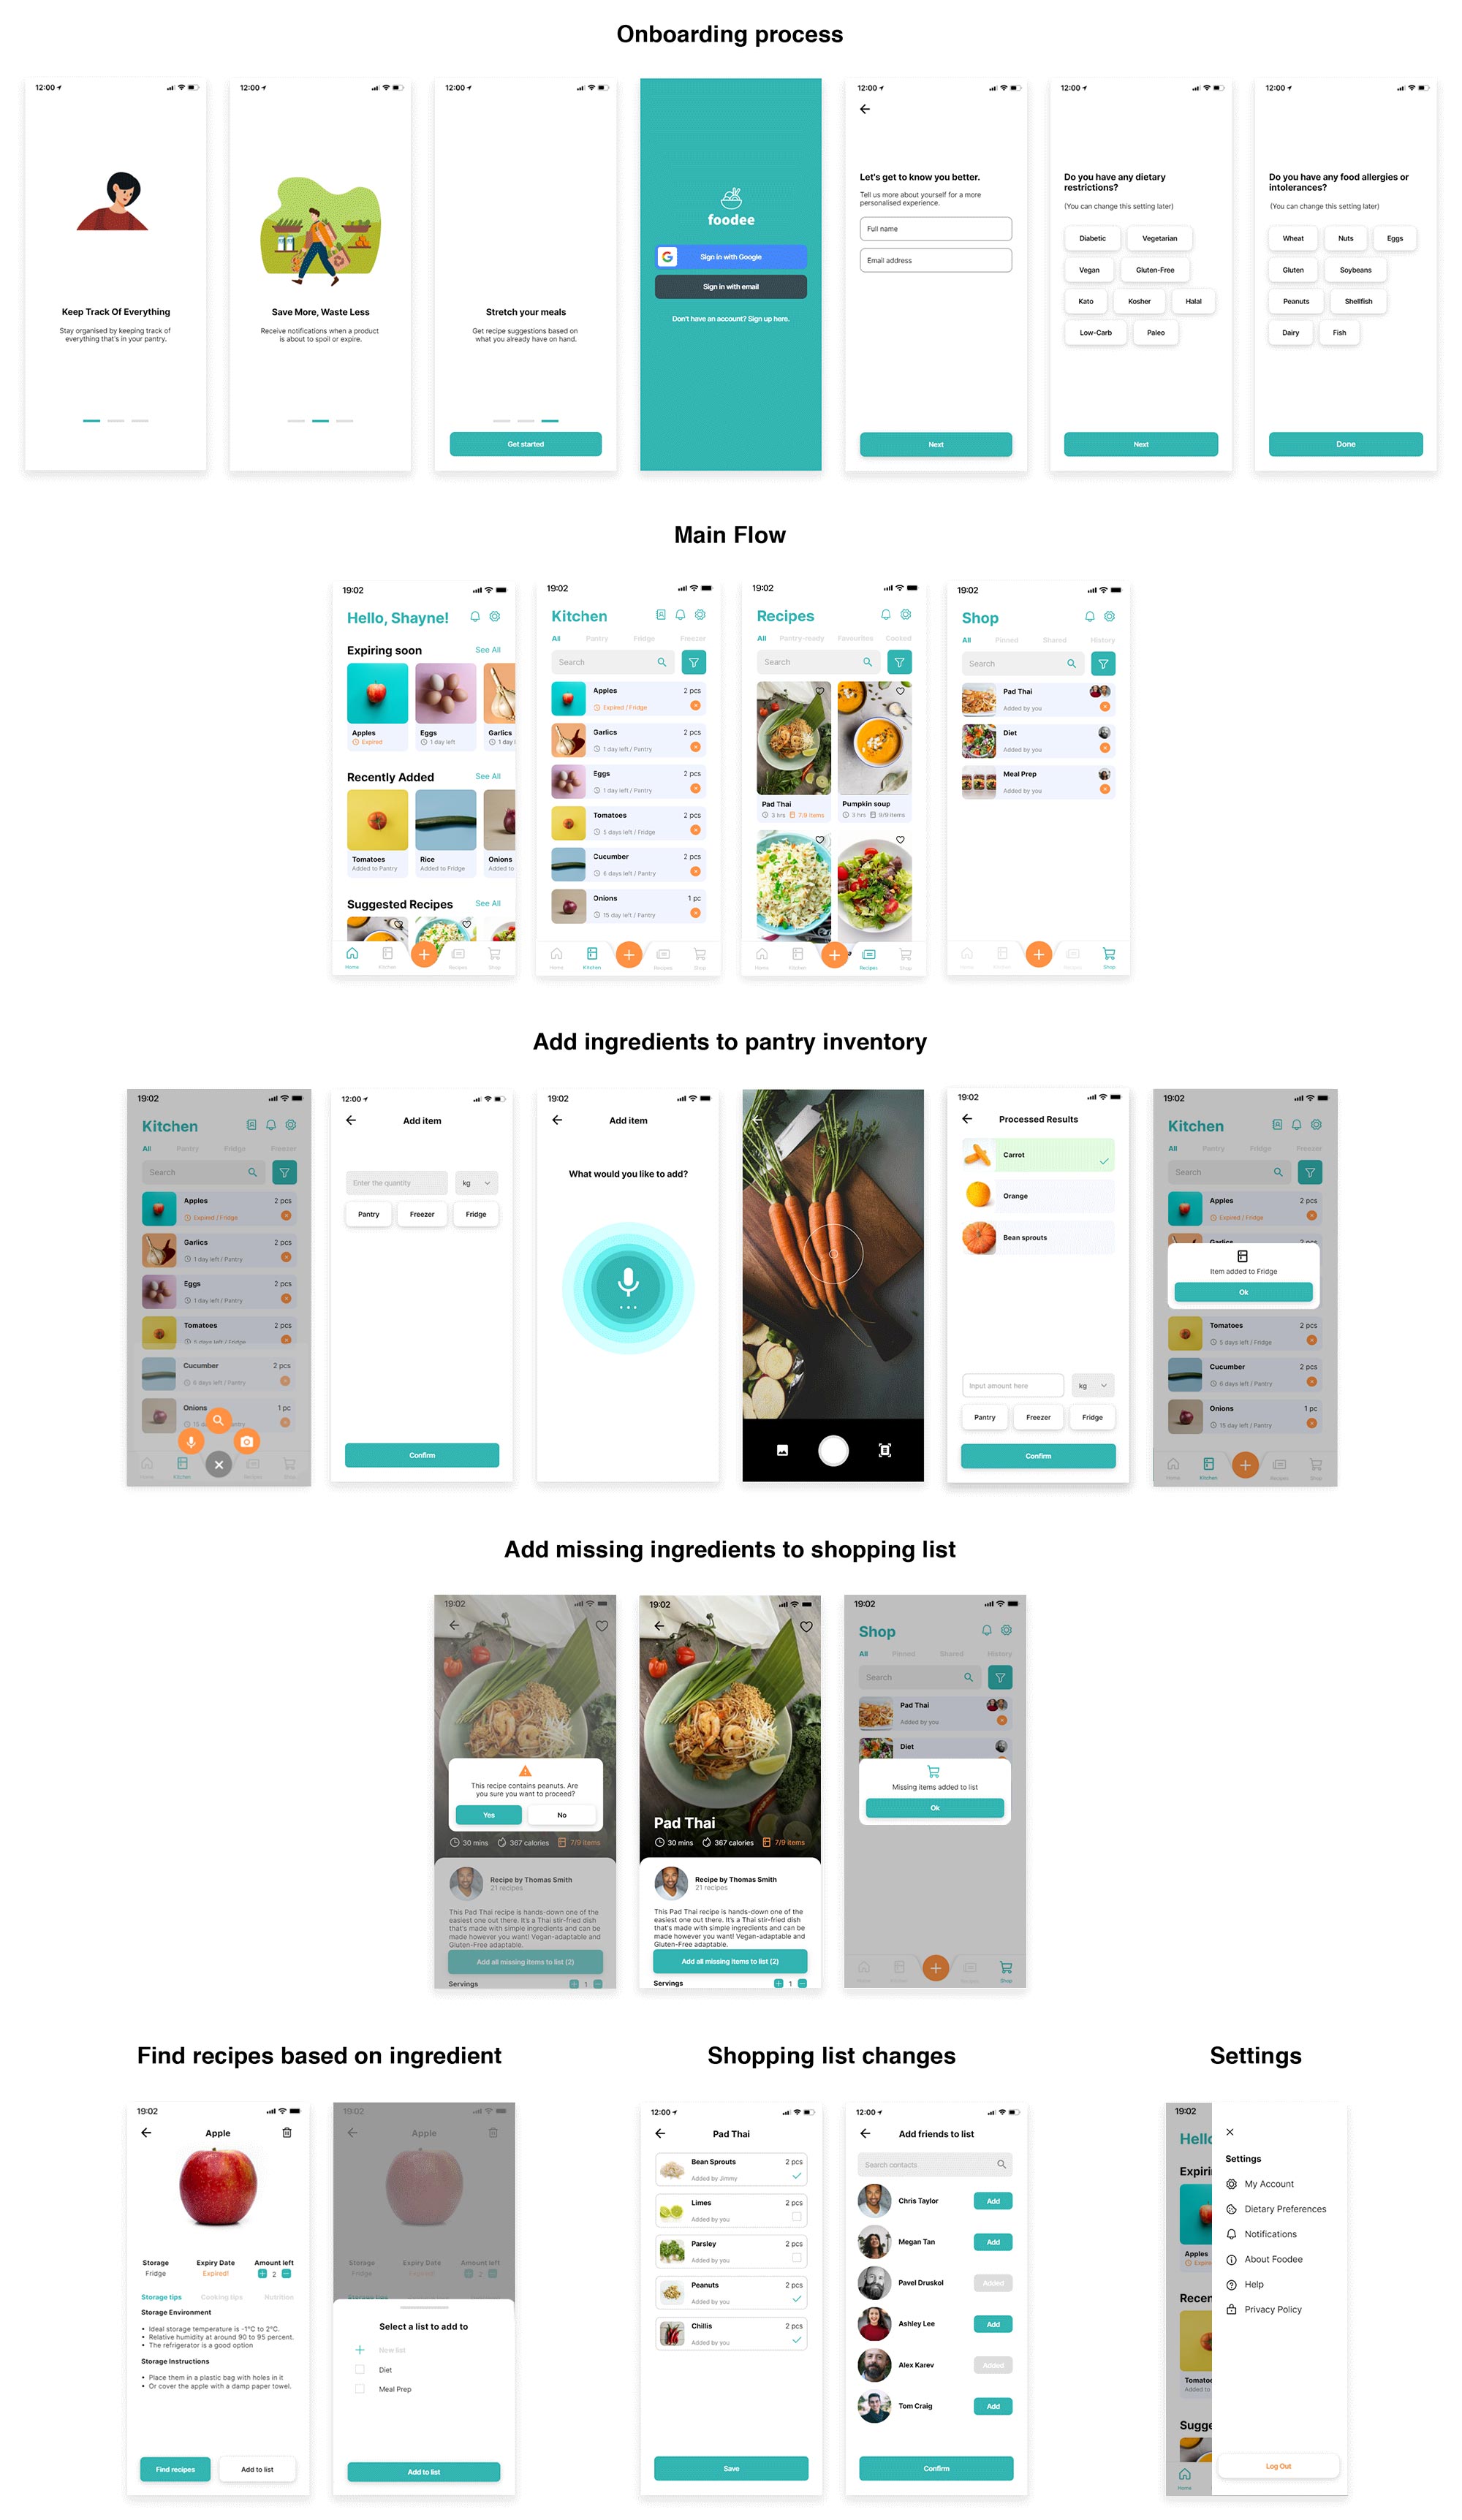 Onboarding process
12:00
Keep Track Of Everything
Stay organised by keeping track of
everything that's in your pantry.
12:00
Save More, Waste Less
Receive notifications when a product
is about to spoil or expire.
12:00
Stretch your meals
Get recipe suggestions based on
what you already have on hand.
Get started
foodee
Sign in with Google
Sign in with email
Don't have an account? Sign up here.
12:00
Let's get to know you better.
Tell us more about yourself for a more
personalised experience.
Full name
Email address
Next
12:00
Do you have any dietary
restrictions?
(You can change this setting later)
Diabetic Vegetarian
Vegan Gluten-Free
Kato Kosher Halal
Low-Carb Paleo
Next
12:00
Do you have any food allergies or
intolerances?
(You can change this setting later)
Wheat Nuts Eggs
Gluten Soybeans
Peanuts Shellfish
Dairy Fish
Done
Main Flow
19:02
Hello, Shayne!
Expiring soon See All
Apples Eggs Garlics
Expired 1 day left 1 day l
Recently Added See All
Tomatoes Rice Onions
Added to Pantry Added to Fridge Added to
Suggested Recipes See All
Home Kitchen Recipes Shop
19:02
Kitchen
All Pantry Fridge Freezer
Search
Apples 2 pcs
Expired / Fridge
Garlics 2 pcs
1 day left / Pantry
Eggs 2 pcs
1 day left / Pantry
Tomatoes 2 pcs
5 days left / Fridge
Cucumber 2 pcs
6 days left / Pantry
Onions 1 pc
15 day left / Pantry
Home Kitchen Recipes Shop
19:02
Recipes
All Pantry-ready Favourites Cooked
Search
Pad Thai Pumpkin soup
3 hrs 7/9 items 3 hrs 9/9 items
Home Kitchen Recipes Shop
19:02
Shop
All Pinned Shared History
Search
Pad Thai
Added by you
Diet
Added by you
Meal Prep
Added by you
Home Kitchen Recipes Shop
Add ingredients to pantry inventory
19:02
Kitchen
All Pantry Fridge Freezer
Search
Apples 2 pcs
Expired / Fridge
Garlics 2 pcs
1 day left / Pantry
Eggs 2 pcs
1 day left / Pantry
Tomatoes 2 pcs
5 days left / Fridge
Cucumber 2 pcs
6 days left / Pantry
Onions 1 pc
Home Kitchen Recipes Shop
12:00
Add item
Enter the quantity kg
Pantry Freezer Fridge
Confirm
19:02
Add item
What would you like to add?
19:02
Processed Results
Carrot
Orange
Bean sprouts
Input amount here kg
Pantry Freezer Fridge
Confirm
19:02
Kitchen
All Pantry Fridge Freezer
Search
Apples 2 pcs
Expired / Fridge
Garlics 2 pcs
Item added to Fridge
Ok
Tomatoes 2 pcs
5 days left / Fridge
Cucumber 2 pcs
6 days left / Pantry
Onions 1 pc
15 day left / Pantry
Home Kitchen Recipes Shop
Add missing ingredients to shopping list
19:02
This recipe contains peanuts. Are
you sure you want to proceed?
Yes No
30 mins 367 calories 7/9 items
Recipe by Thomas Smith
21 recipes
This Pad Thai recipe is hands-down one of the
easiest one out there. It's a Thai stir-fried dish
that's made with simple ingredients and can be
made however you want! Vegan-adaptable and
Gluten-Free adaptable.
Add all missing items to list (2)
Servings 1
19:02
Pad Thai
30 mins 367 calories 7/9 items
Recipe by Thomas Smith
21 recipes
This Pad Thai recipe is hands-down one of the
easiest one out there. It's a Thai stir-fried dish
that's made with simple ingredients and can be
made however you want! Vegan-adaptable and
Gluten-Free adaptable.
Add all missing items to list (2)
Servings 1
19:02
Shop
All Pinned Shared History
Search
Pad Thai
Added by you
Diet
Missing items added to list
Ok
Home Kitchen Recipes Shop
Find recipes based on ingredient
19:02
Apple
Storage Expiry Date Amount left
Fridge Expired! 2
Storage tips Cooking tips Nutrition
Storage Environment
• Ideal storage temperature is -1°C to 2°C.
• Relative humidity at around 90 to 95 percent.
• The refrigerator is a good option
Storage Instructions
• Place them in a plastic bag with holes in it
• Or cover the apple with a damp paper towel.
Find recipes Add to list
19:02
Apple
Storage Expiry Date Amount left
Fridge Expired! 2
Storage tips Cooking tips Nutrition
Select a list to add to
New list
Diet
Meal Prep
Add to list
Shopping list changes
12:00
Pad Thai
Bean Sprouts 2 pcs
Added by Jimmy
Limes 2 pcs
Added by you
Parsley 2 pcs
Added by you
Peanuts 2 pcs
Added by you
Chillis 2 pcs
Added by you
Save
12:00
Add friends to list
Search contacts
Chris Taylor Add
Megan Tan Add
Pavel Druskol Added
Ashley Lee Add
Alex Karev Added
Tom Craig Add
Confirm
Settings
19:02
Hello
Expiri
Apples
Recen
Tomatoe
Added to
Sugge
Home
Settings
My Account
Dietary Preferences
Notifications
About Foodee
Help
Privacy Policy
Log Out